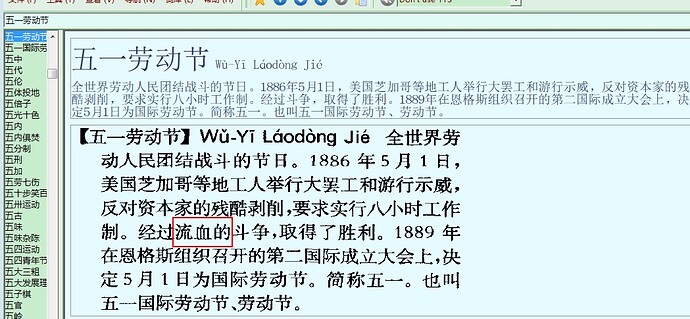 文件(F) 主题(T) 查看(V) 导航(N) 词库(L) 帮助(H)
Don't use TTS
五一劳动节
五一劳动节
五一国际劳
五中
五代
五伦
五体投地
五倍子
五光十色
五内
五内俱焚
五分制
五刑
五加
五劳七伤
五十步笑百
五卅运动
五古
五味
五味杂陈
五四运动
五四青年节
五大三粗
五大发展理
五子棋
五官
五岭
五一劳动节 Wǔ-Yī Láodòng Jié
全世界劳动人民团结战斗的节日。1886年5月1日，美国芝加哥等地工人举行大罢工和游行示威，反对资本家的残
酷剥削，要求实行八小时工作制。经过斗争，取得了胜利。1889年在恩格斯组织召开的第二国际成立大会上，决
定5月1日为国际劳动节。简称五一。也叫五一国际劳动节、劳动节。
【五一劳动节】Wǔ-Yī Láodòng Jié 全世界劳
动人民团结战斗的节日。1886 年 5 月 1 日，
美国芝加哥等地工人举行大罢工和游行示威，
反对资本家的残酷剥削，要求实行八小时工作
制。经过流血的斗争，取得了胜利。1889 年
在恩格斯组织召开的第二国际成立大会上，决
定 5 月 1 日为国际劳动节。简称五一。也叫
五一国际劳动节、劳动节。